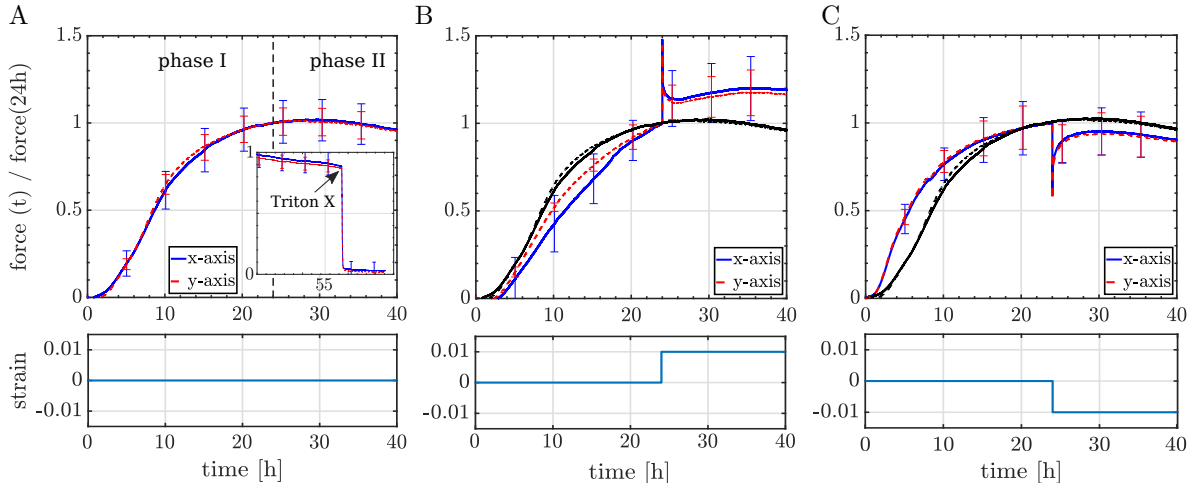 A
B
C
force (t) / force(24h)
1.5
1
0.5
0
phase I
phase II
1
0
55
Triton X
x-axis
y-axis
0 10 20 30 40
1.5
1
0.5
0
x-axis
y-axis
0 10 20 30 40
1.5
1
0.5
0
x-axis
y-axis
0 10 20 30 40
strain
0.01
0
-0.01
0 10 20 30 40
time [h]
0.01
0
-0.01
0 10 20 30 40
time [h]
0.01
0
-0.01
0 10 20 30 40
time [h]